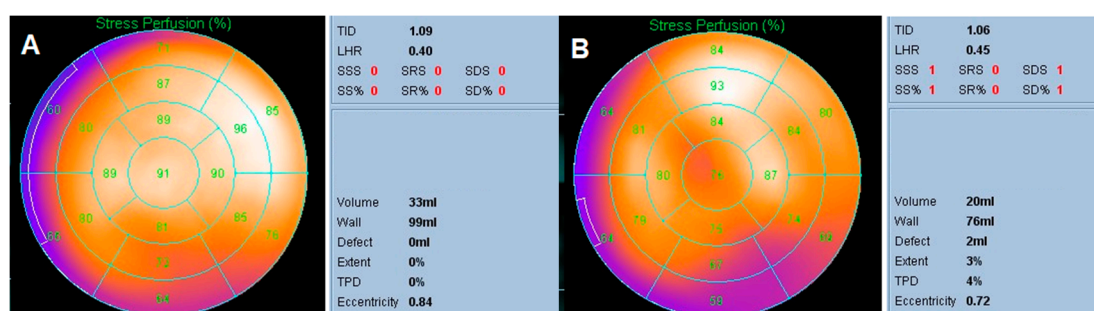 A
Stress Perfusion (%)
71
87
89
60
80
89
91
90
96
85
80
68
81
85
76
72
64
TID 1.09
LHR 0.40
SSS 0 SRS 0 SDS 0
SS% 0 SR% 0 SD% 0
Volume 33ml
Wall 99ml
Defect 0ml
Extent 0%
TPD 0%
Eccentricity 0.84
B
Stress Perfusion (%)
84
93
84
64
81
80
76
87
84
80
79
64
75
74
69
67
59
TID 1.06
LHR 0.45
SSS 1 SRS 0 SDS 1
SS% 1 SR% 0 SD% 1
Volume 20ml
Wall 76ml
Defect 2ml
Extent 3%
TPD 4%
Eccentricity 0.72